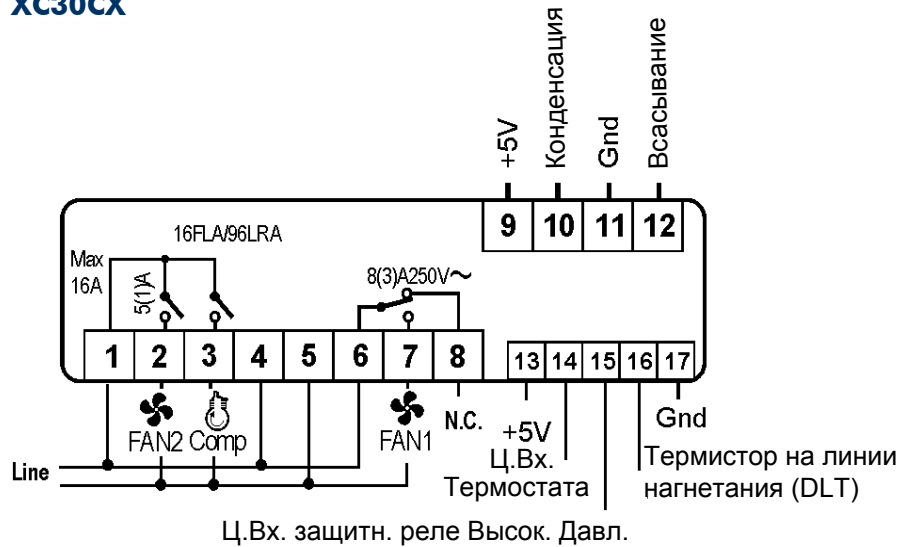 XC30CX
+5V
Конденсация
Gnd
Всасывание
9 10 11 12
16FLA/96LRA
Max
16A
5(1)A
8(3)A250V~
1 2 3 4 5 6 7 8
13 14 15 16 17
FAN2 Comp
FAN1
N.C.
+5V
Gnd
Line
Ц.Вх.
Термостата
Термистор на линии
нагнетания (DLT)
Ц.Вх. защитн. реле Высок. Давл.